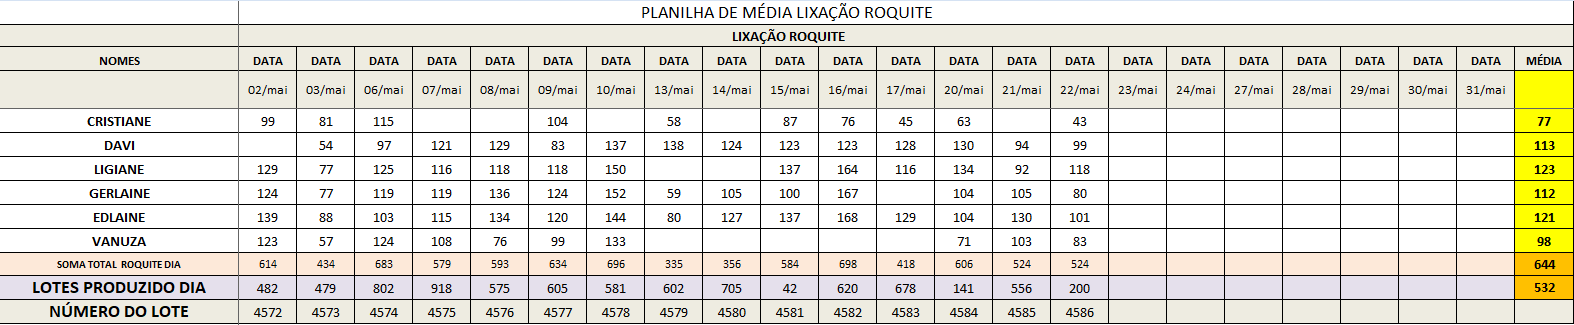 PLANILHA DE MÉDIA LIXAÇÃO ROQUITE
LIXAÇÃO ROQUITE
NOMES DATA DATA DATA DATA DATA DATA DATA DATA DATA DATA DATA DATA DATA DATA DATA DATA DATA DATA DATA DATA DATA DATA MÉDIA
02/mai 03/mai 06/mai 07/mai 08/mai 09/mai 10/mai 13/mai 14/mai 15/mai 16/mai 17/mai 20/mai 21/mai 22/mai 23/mai 24/mai 27/mai 28/mai 29/mai 30/mai 31/mai
CRISTIANE 99 81 115 104 58 87 76 45 63 43 77
DAVI 54 97 121 129 83 137 138 124 123 123 128 130 94 99 113
LIGIANE 129 77 125 116 118 118 150 137 164 116 134 92 118 123
GERLAINE 124 77 119 119 136 124 152 59 105 100 167 104 105 80 112
EDLAINE 139 88 103 115 134 120 144 80 127 137 168 129 104 130 101 121
VANUZA 123 57 124 108 76 99 133 71 103 83 98
SOMA TOTAL ROQUITE DIA 614 434 683 579 593 634 696 335 356 584 698 418 606 524 524 644
LOTES PRODUZIDO DIA 482 479 802 918 575 605 581 602 705 42 620 678 141 556 200 532
NÚMERO DO LOTE 4572 4573 4574 4575 4576 4577 4578 4579 4580 4581 4582 4583 4584 4585 4586